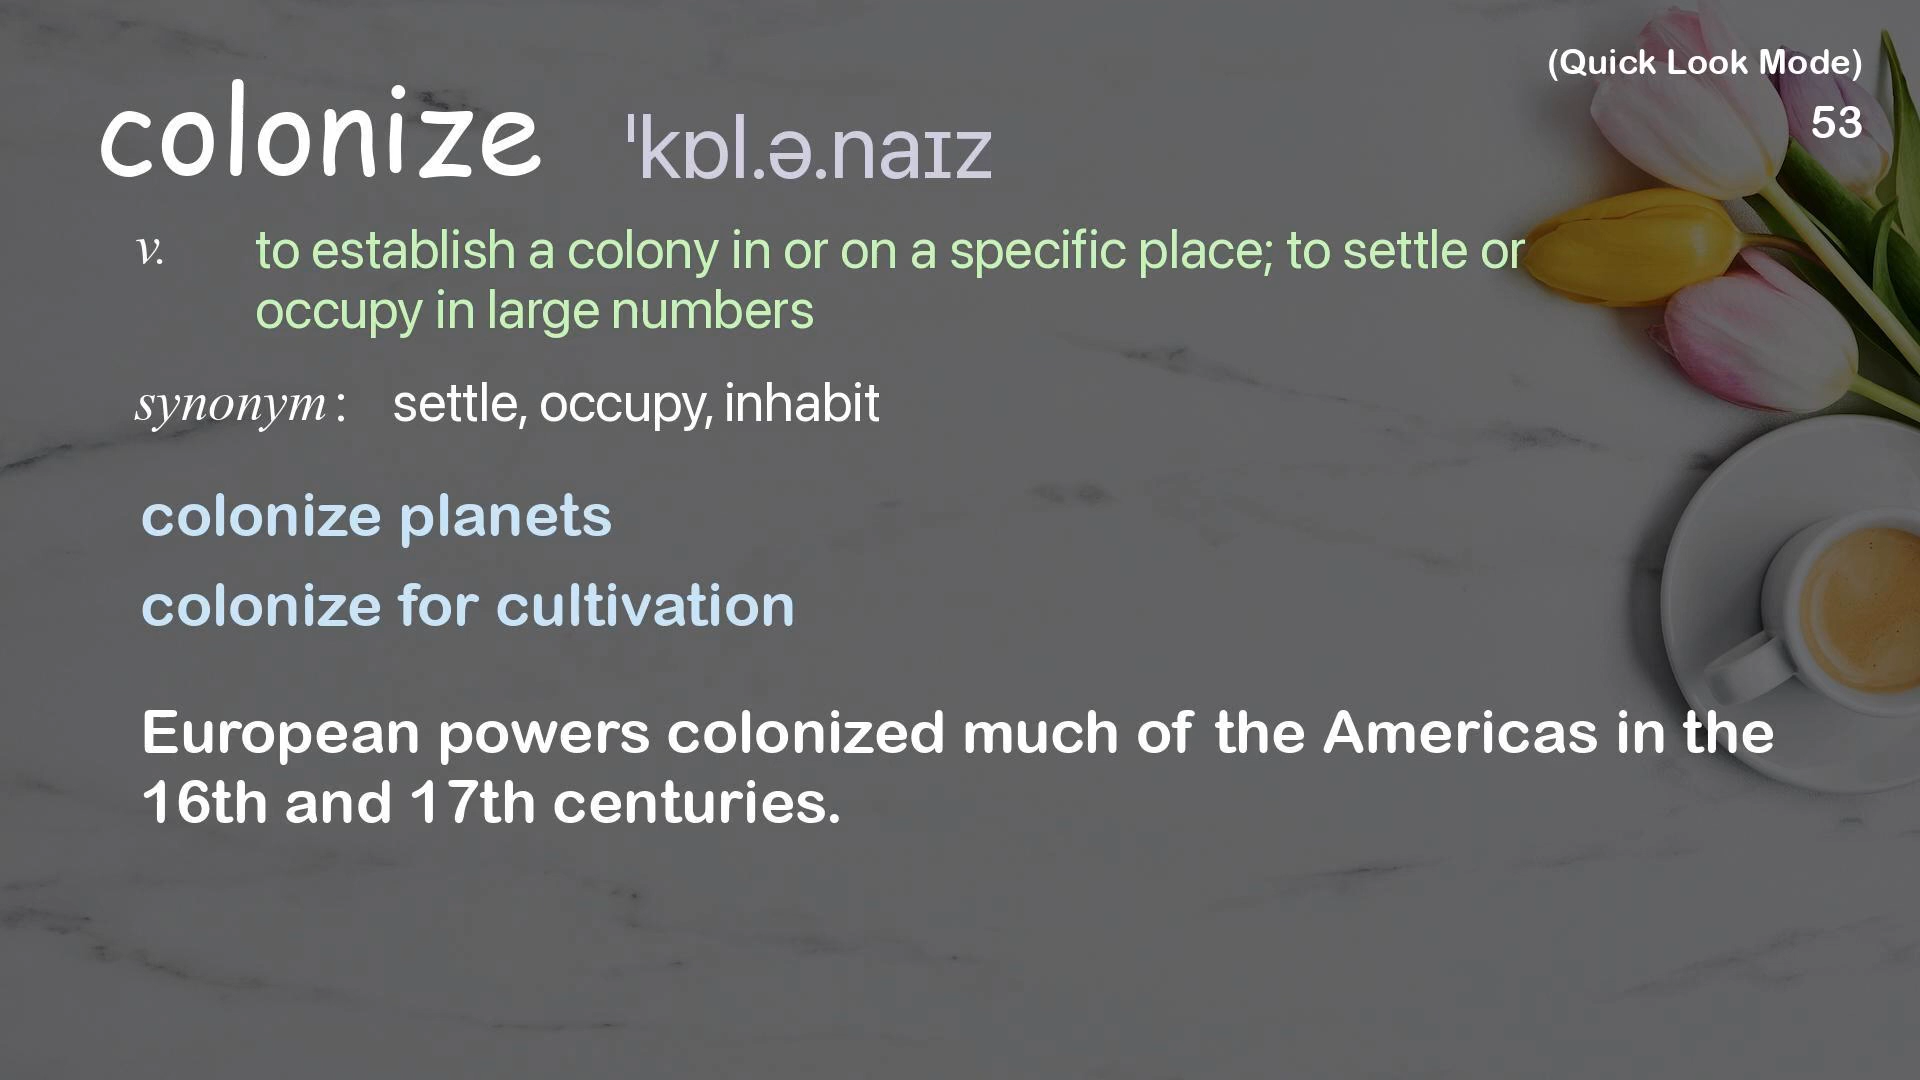 (Quick Look Mode)
53
colonize ˈkɒl.ə.naɪz
v. to establish a colony in or on a specific place; to settle or
occupy in large numbers
synonym: settle, occupy, inhabit
colonize planets
colonize for cultivation
European powers colonized much of the Americas in the
16th and 17th centuries.